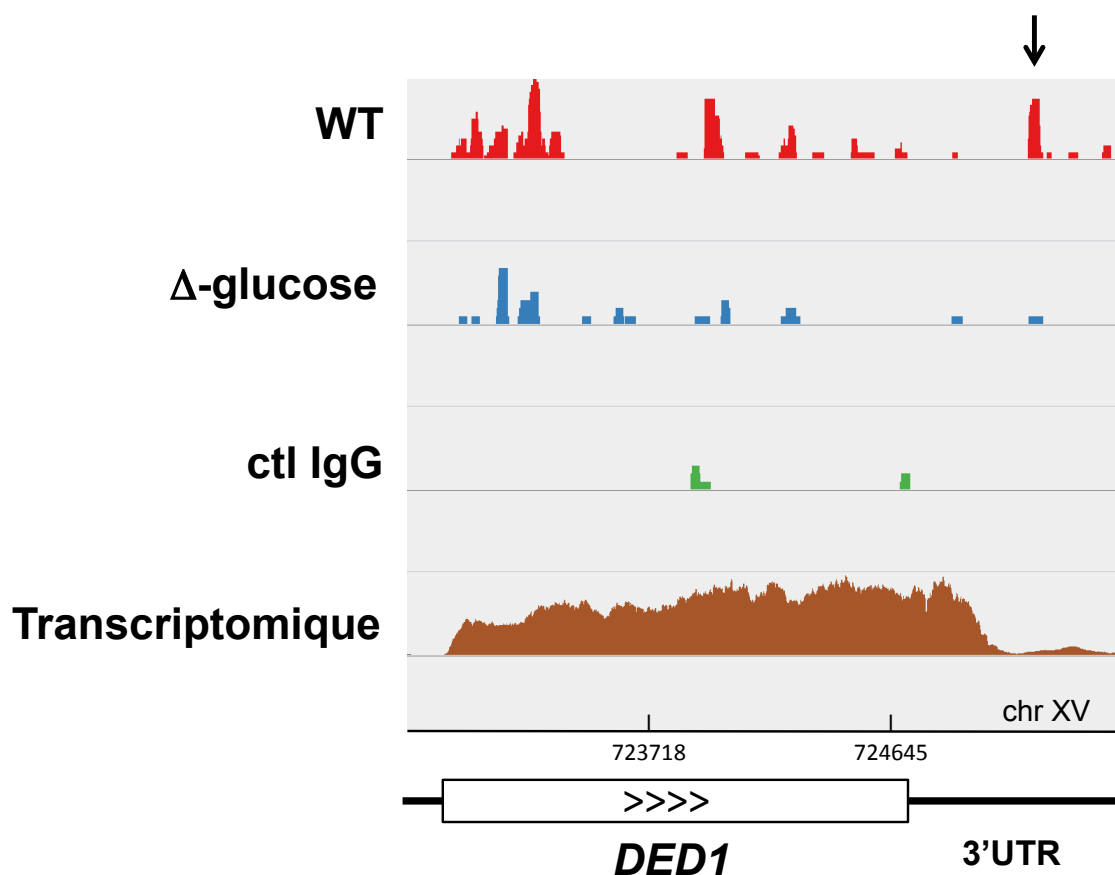 WT
Δ-glucose
ctl IgG
Transcriptomique
chr XV
723718 724645
>>>>
DED1 3’UTR